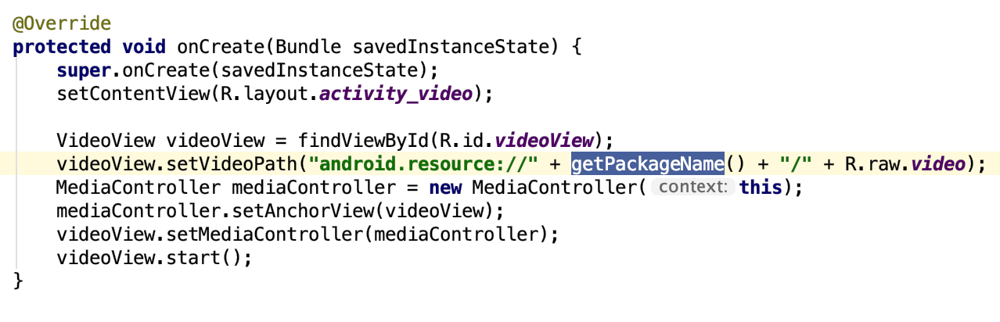 @Override
protected void onCreate(Bundle savedInstanceState) {
    super.onCreate(savedInstanceState);
    setContentView(R.layout.activity_video);

    VideoView videoView = findViewById(R.id.videoView);
    videoView.setVideoPath("android.resource://" + getPackageName() + "/" + R.raw.video);
    MediaController mediaController = new MediaController( context: this);
    mediaController.setAnchorView(videoView);
    videoView.setMediaController(mediaController);
    videoView.start();
}